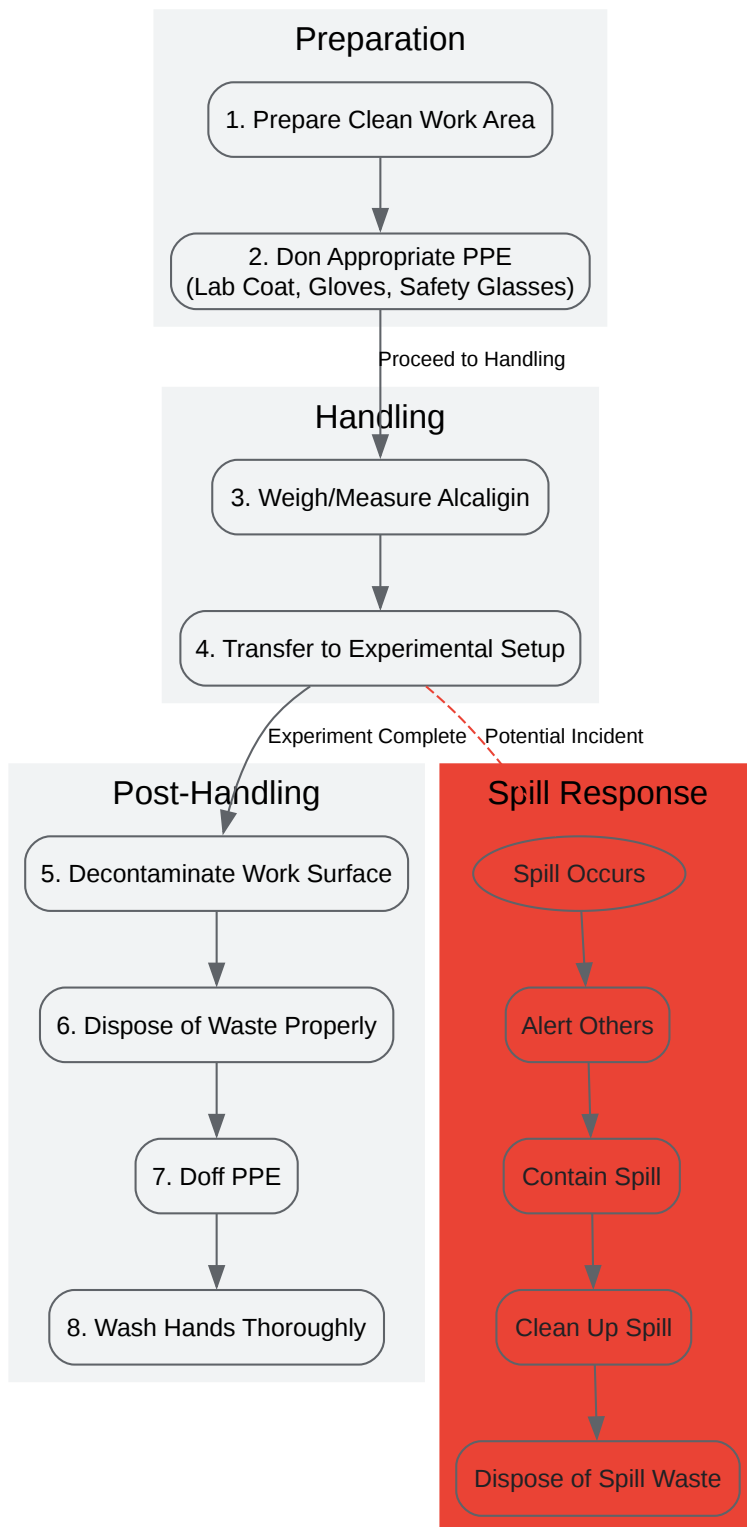 Preparation
1. Prepare Clean Work Area
2. Don Appropriate PPE
(Lab Coat, Gloves, Safety Glasses)
Proceed to Handling
Handling
3. Weigh/Measure Alcaligin
4. Transfer to Experimental Setup
Experiment Complete
Potential Incident
Post-Handling
5. Decontaminate Work Surface
6. Dispose of Waste Properly
7. Doff PPE
8. Wash Hands Thoroughly
Spill Response
Spill Occurs
Alert Others
Contain Spill
Clean Up Spill
Dispose of Spill Waste